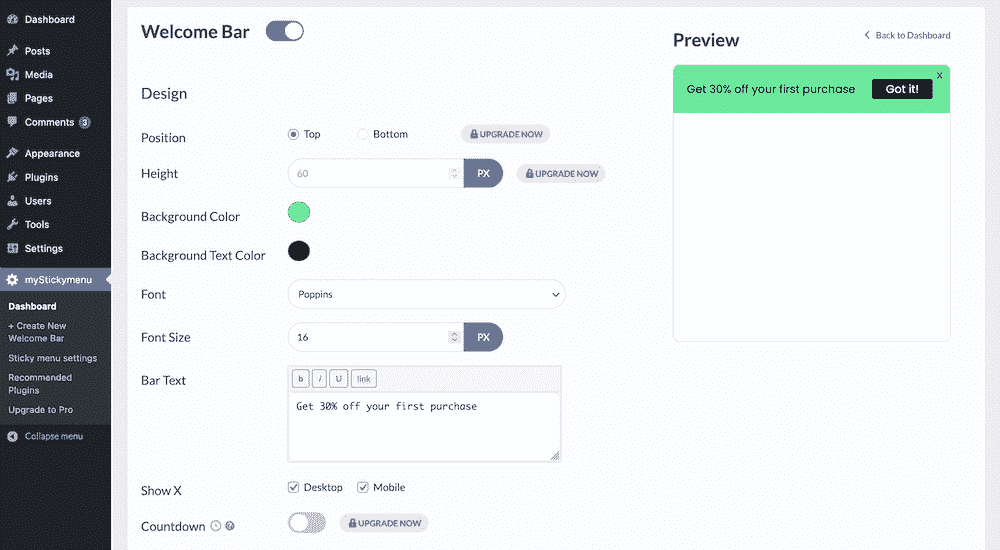 Dashboard
Posts
Media
Pages
Comments 3
Appearance
Plugins
Users
Tools
Settings
myStickymenu
Dashboard
+ Create New
Welcome Bar
Sticky menu settings
Recommended
Plugins
Upgrade to Pro
Collapse menu
Welcome Bar
Design
Position Top Bottom UPGRADE NOW
Height 60 PX UPGRADE NOW
Background Color
Background Text Color
Font Poppins
Font Size 16 PX
Bar Text b i U link
Get 30% off your first purchase
Show X Desktop Mobile
Countdown ? UPGRADE NOW
Preview
Back to Dashboard
X
Get 30% off your first purchase Got it!